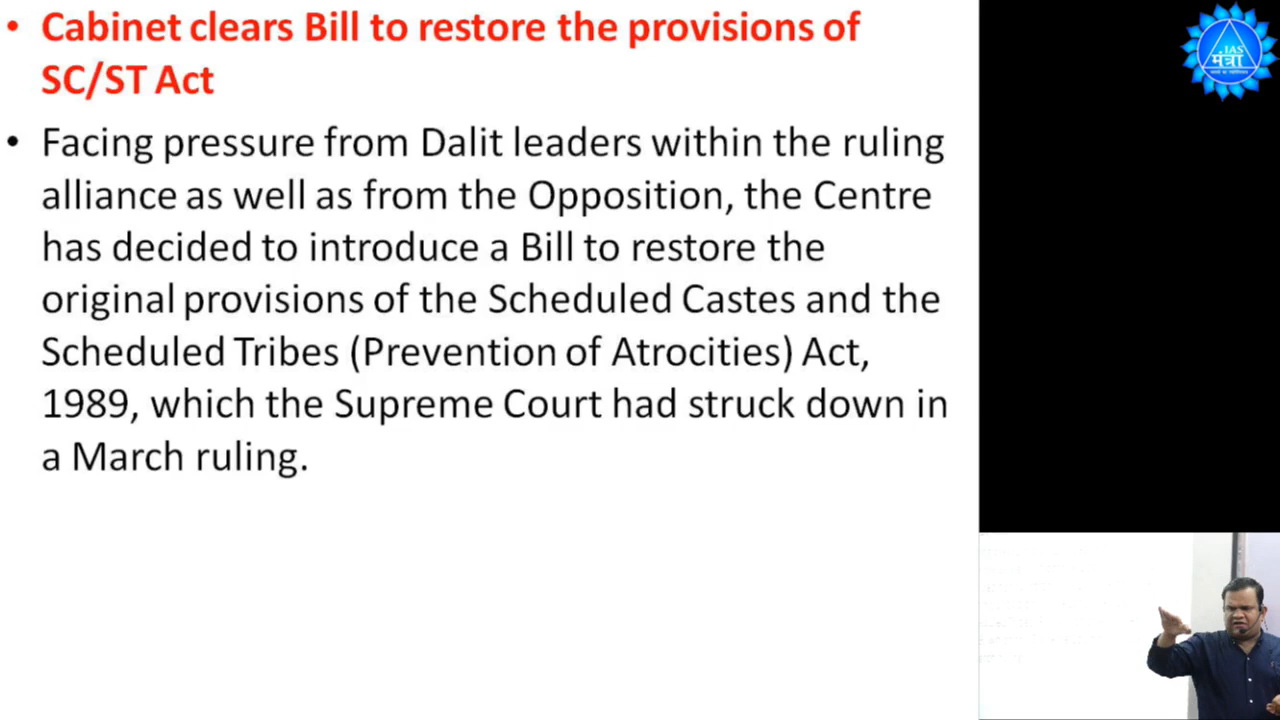 • Cabinet clears Bill to restore the provisions of
SC/ST Act
• Facing pressure from Dalit leaders within the ruling
alliance as well as from the Opposition, the Centre
has decided to introduce a Bill to restore the
original provisions of the Scheduled Castes and the
Scheduled Tribes (Prevention of Atrocities) Act,
1989, which the Supreme Court had struck down in
a March ruling.
IAS
मंत्रा